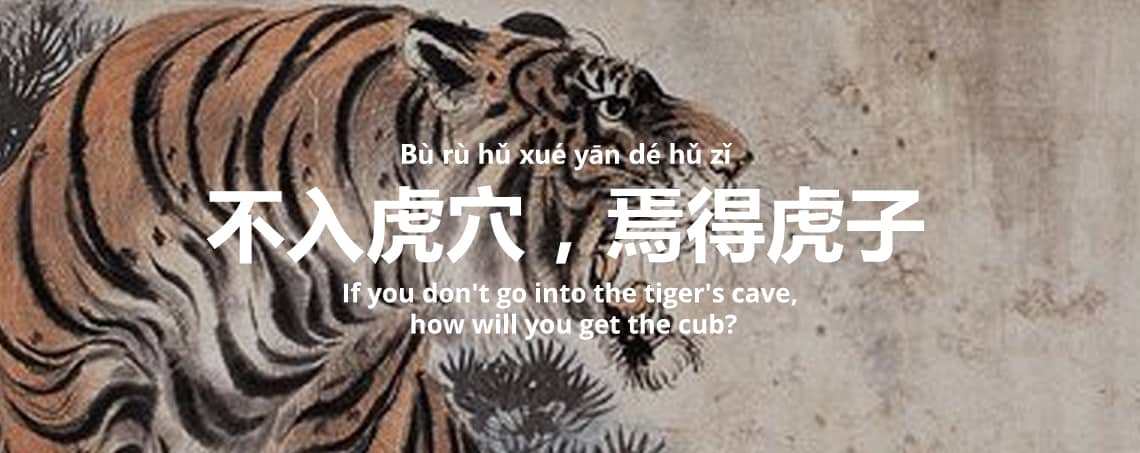 Bù rù hǔ xué yān dé hǔ zǐ
不入虎穴，焉得虎子
If you don't go into the tiger's cave,
how will you get the cub?